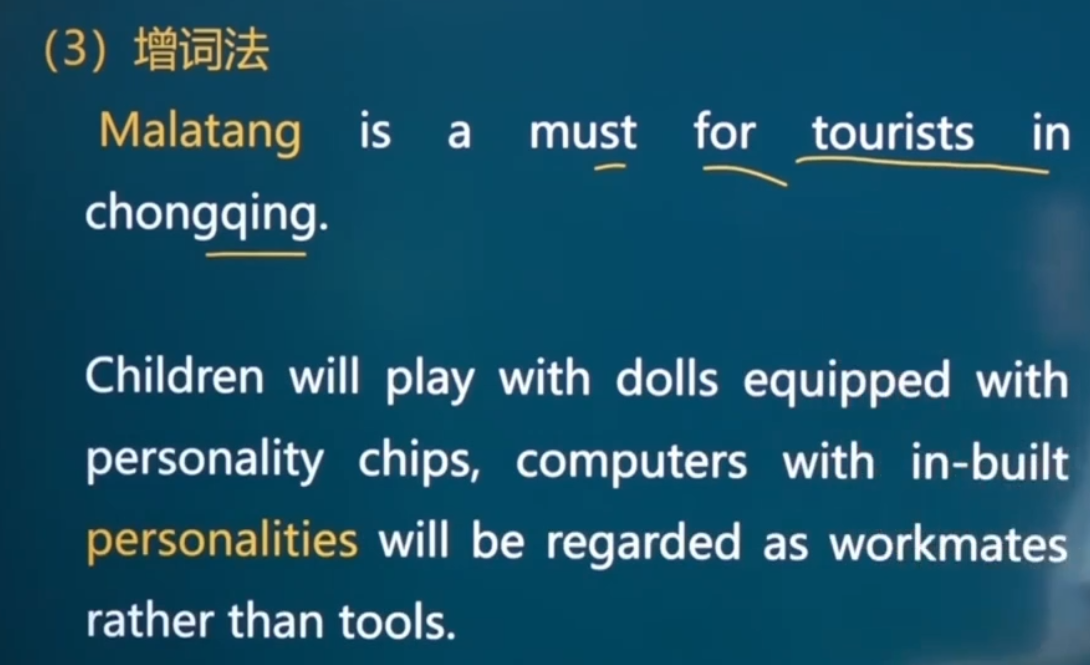 (3) 增词法
Malatang is a must for tourists in
chongqing.
Children will play with dolls equipped with
personality chips, computers with in-built
personalities will be regarded as workmates
rather than tools.